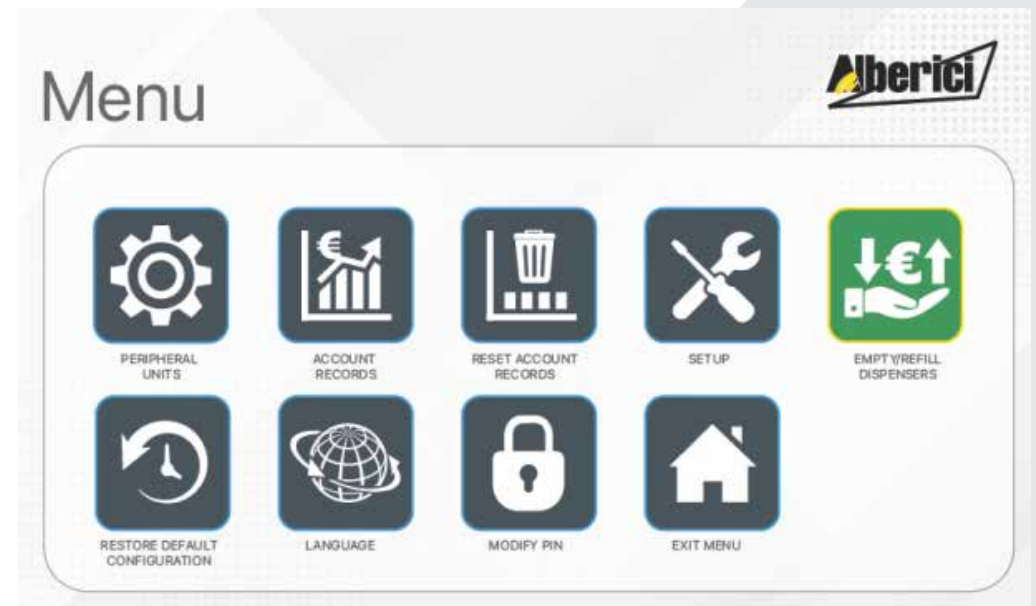 Menu
Alberici
PERIPHERAL
UNITS
ACCOUNT
RECORDS
RESET ACCOUNT
RECORDS
SETUP
EMPTY/REFILL
DISPENSERS
RESTORE DEFAULT
CONFIGURATION
LANGUAGE
MODIFY PIN
EXIT MENU